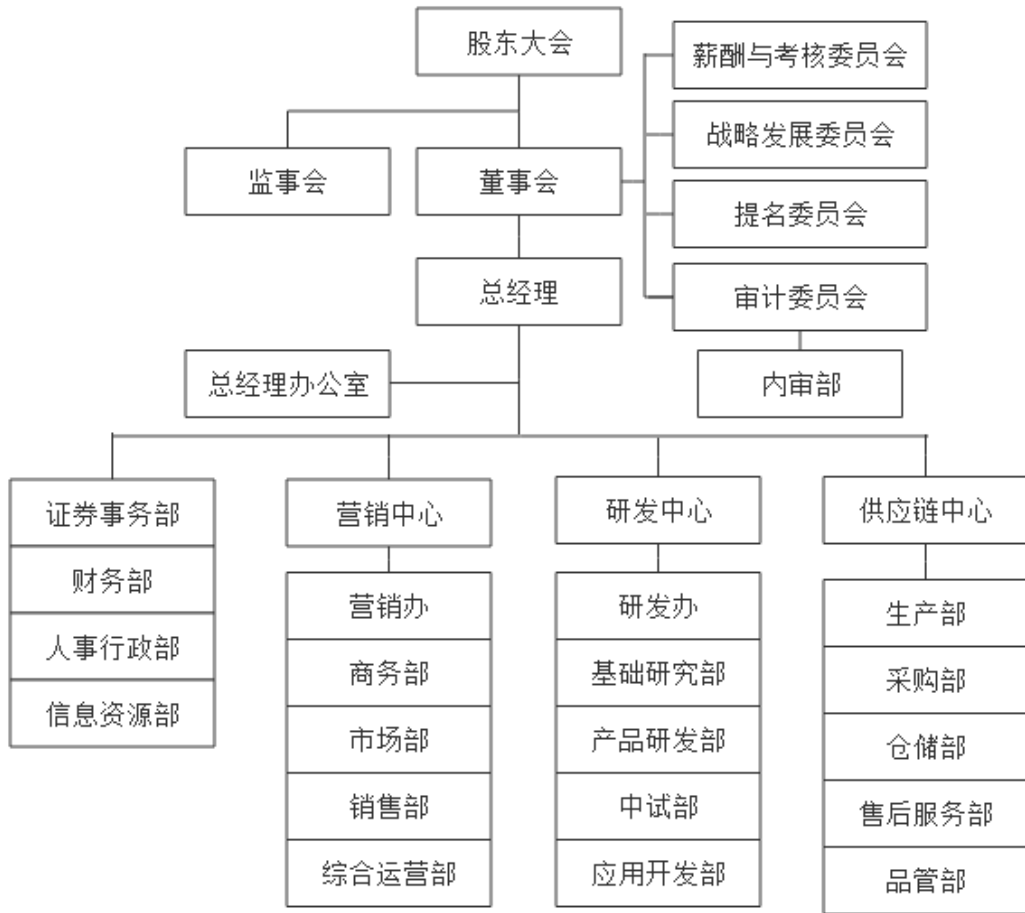 股东大会
薪酬与考核委员会
战略发展委员会
监事会
董事会
提名委员会
总经理
审计委员会
总经理办公室
内审部
证券事务部
财务部
人事行政部
信息资源部
营销中心
营销办
商务部
市场部
销售部
综合运营部
研发中心
研发办
基础研究部
产品研发部
中试部
应用开发部
供应链中心
生产部
采购部
仓储部
售后服务部
品管部